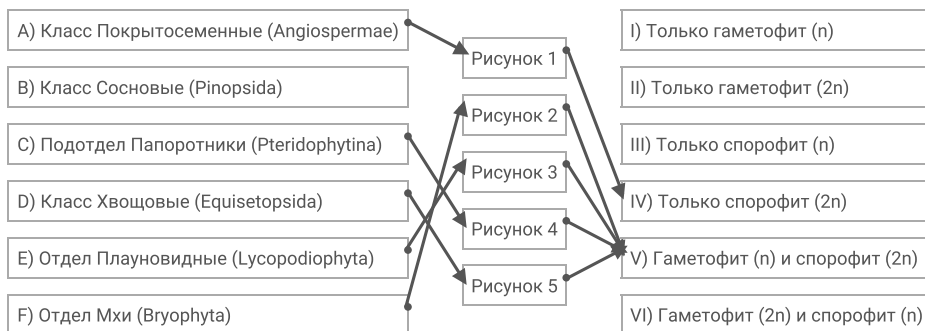 A) Класс Покрытосеменные (Angiospermae)
B) Класс Сосновые (Pinopsida)
C) Подотдел Папоротники (Pteridophytina)
D) Класс Хвощовые (Equisetopsida)
E) Отдел Плауновидные (Lycopodiophyta)
F) Отдел Мхи (Bryophyta)
Рисунок 1
Рисунок 2
Рисунок 3
Рисунок 4
Рисунок 5
I) Только гаметофит (n)
II) Только гаметофит (2n)
III) Только спорофит (n)
IV) Только спорофит (2n)
V) Гаметофит (n) и спорофит (2n)
VI) Гаметофит (2n) и спорофит (n)